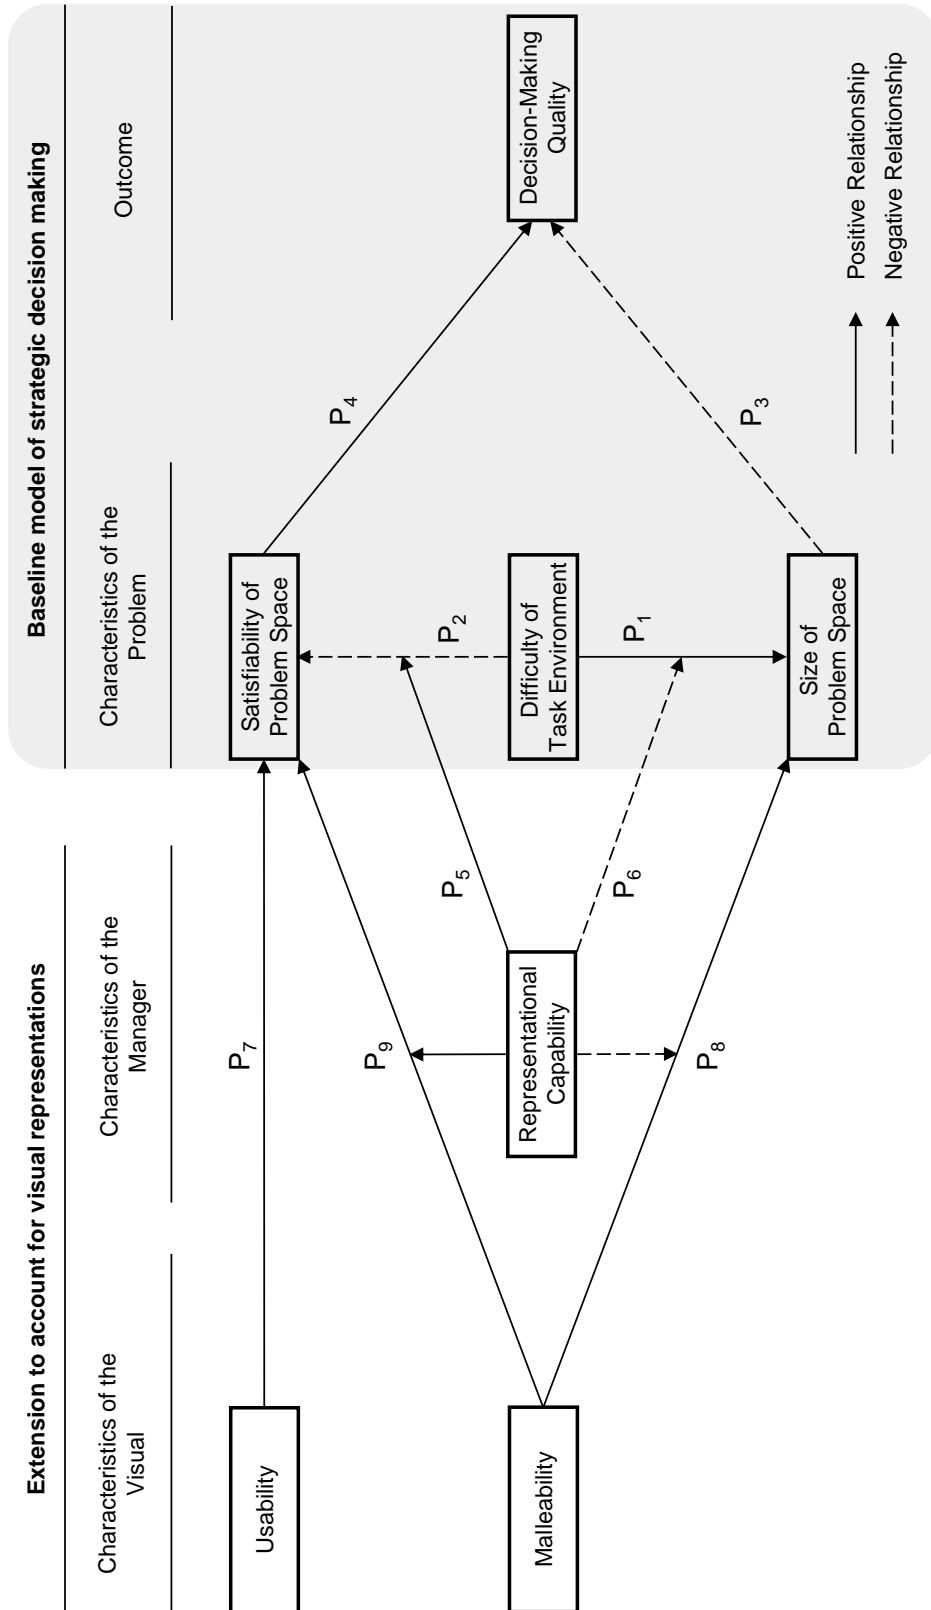 Extension to account for visual representations
Baseline model of strategic decision making
Characteristics of the
Visual
Characteristics of the
Manager
Characteristics of the
Problem
Outcome
Usability
P7
Satisfiability of
Problem Space
P4
P9
P5
P2
Malleability
Representational
Capability
Difficulty of
Task Environment
Decision-Making
Quality
P6
P1
P8
P3
Size of
Problem Space
Positive Relationship
Negative Relationship